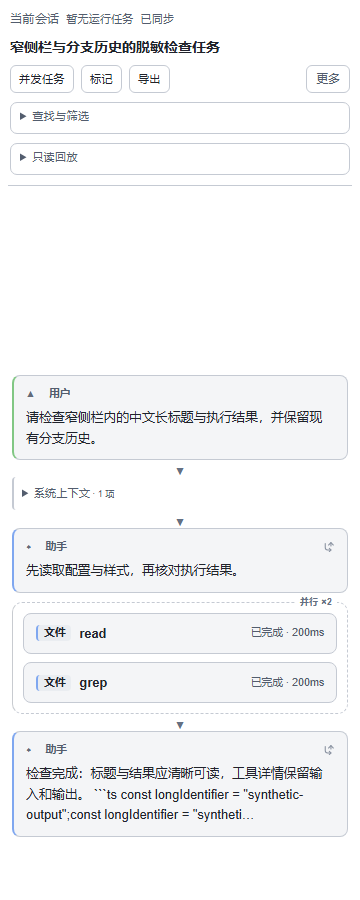 当前会话 暂无运行任务 已同步
窄侧栏与分支历史的脱敏检查任务
并发任务 标记 导出 更多
▶ 查找与筛选
▶ 只读回放
▲ 用户
请检查窄侧栏内的中文长标题与执行结果，并保留现
有分支历史。
▼
▶ 系统上下文 · 1 项
▼
助手
先读取配置与样式，再核对执行结果。
并行 ×2
文件 read 已完成 · 200ms
文件 grep 已完成 · 200ms
▼
助手
检查完成：标题与结果应清晰可读，工具详情保留输
入和输出。 ```ts const longIdentifier = "synthetic-
output";const longIdentifier = "syntheti…